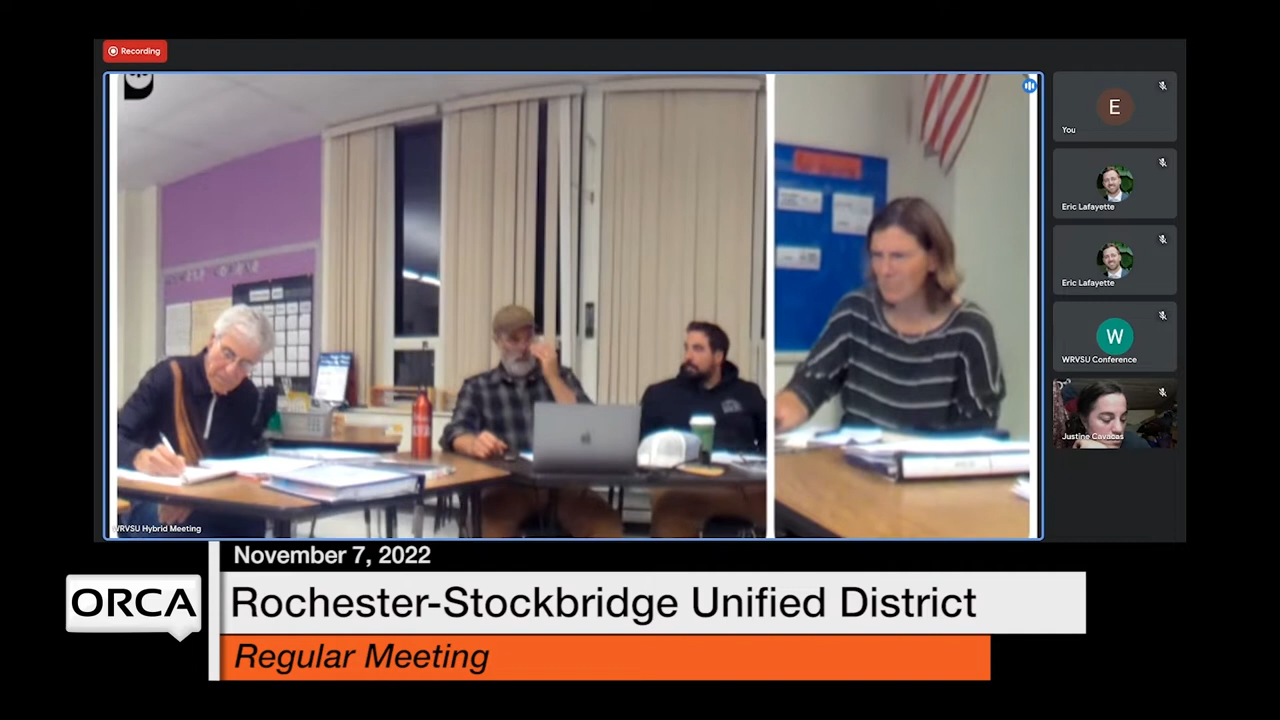 Recording
You
Eric Lafayette
Eric Lafayette
WRVSU Conference
Justine Cavacas
WRVSU Hybrid Meeting
E
W
November 7, 2022
ORCA
Rochester-Stockbridge Unified District
Regular Meeting